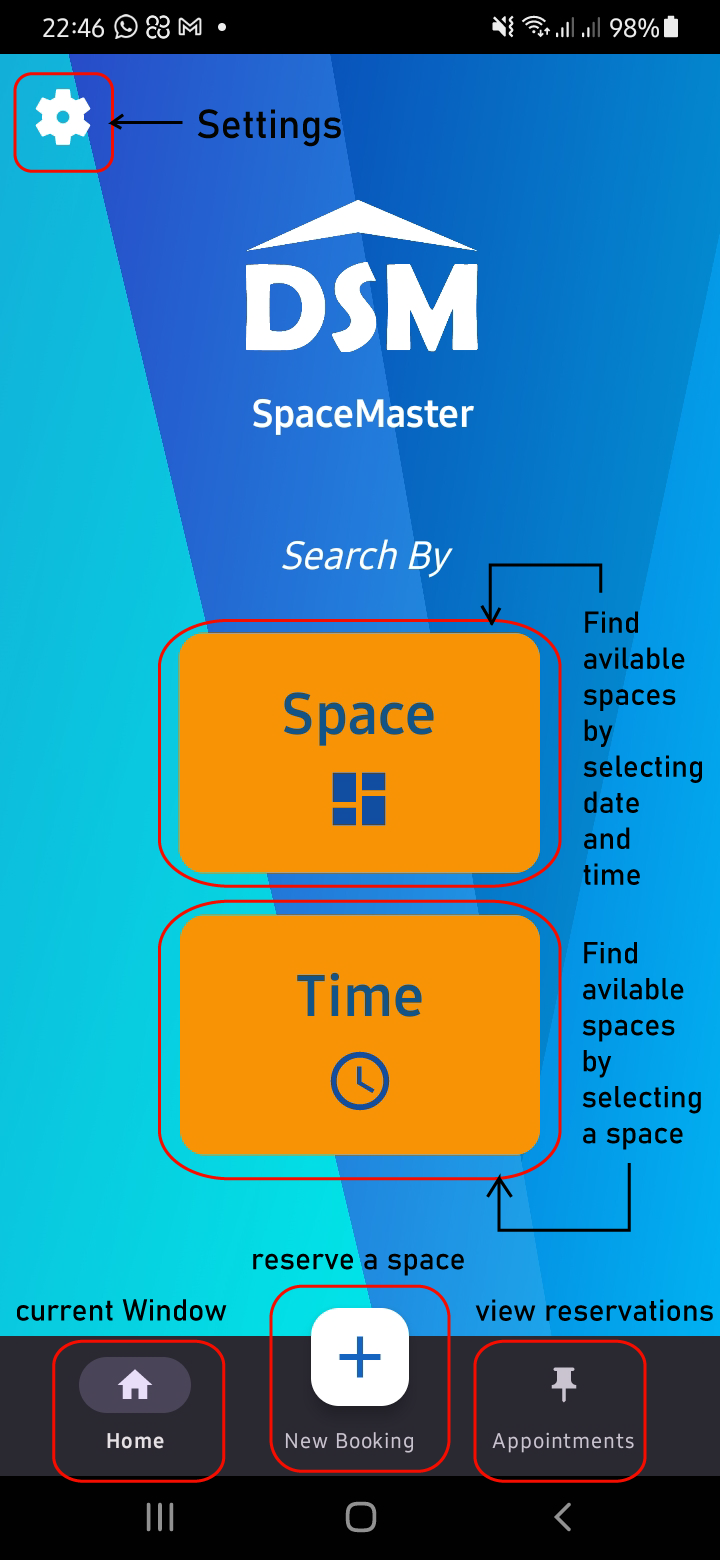 22:46
98%
Settings
DSM
SpaceMaster
Search By
Space
Find
avilable
spaces
by
selecting
date
and
time
Time
Find
avilable
spaces
by
selecting
a space
reserve a space
current Window
view reservations
Home
New Booking
Appointments